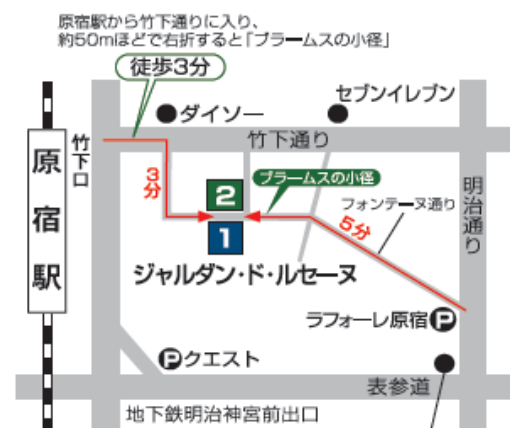 原宿駅から竹下通りに入り、
約50mほどで右折すると「ブラームスの小径」
徒歩3分
セブンイレブン
ダイソー
竹下通り
竹下口
原宿駅
3分
2
ブラームスの小径
1
フォンテーヌ通り
5分
明治通り
ジャルダン・ド・ルセーヌ
ラフォーレ原宿P
Pクエスト
表参道
地下鉄明治神宮前出口